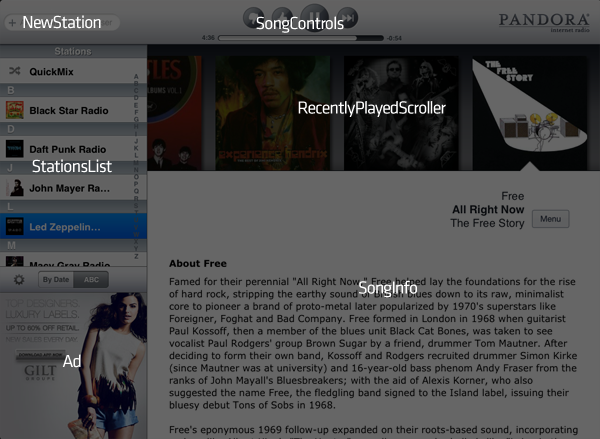 NewStation
SongControls
PANDORA
internet radio
4:36
-0:54
Stations
QuickMix
A
B
Black Star Radio
D
Daft Punk Radio
StationsList
J
John Mayer Ra...
L
Led Zeppelin...
M
Macy Gray Radio
By Date
ABC
TOP DESIGNERS.
LUXURY LABELS.
UP TO 60% OFF RETAIL.
NEW SALES EVERY DAY.
GILT
GROUPE
Ad
RecentlyPlayedScroller
THE FREE STORY
Free
All Right Now
The Free Story
Menu
About Free
SongInfo
Famed for their perennial "All Right Now," Free helped lay the foundations for the rise
of hard rock, stripping the earthy sound of British blues down to its raw, minimalist
core to pioneer a brand of proto-metal later popularized by 1970's superstars like
Foreigner, Foghat and Bad Company. Free formed in London in 1968 when guitarist
Paul Kossoff, then a member of the blues unit Black Cat Bones, was taken to see
vocalist Paul Rodgers' group Brown Sugar by a friend, drummer Tom Mautner. After
deciding to form their own band, Kossoff and Rodgers recruited drummer Simon Kirke
(since Mautner was at university) and 16-year-old bass phenom Andy Fraser from the
ranks of John Mayall's Bluesbreakers; with the aid of Alexis Korner, who also
suggested the name Free, the fledgling band signed to the Island label, issuing their
bluesy debut Tons of Sobs in 1968.
Free's eponymous 1969 follow-up expanded on their roots-based sound, incorporating